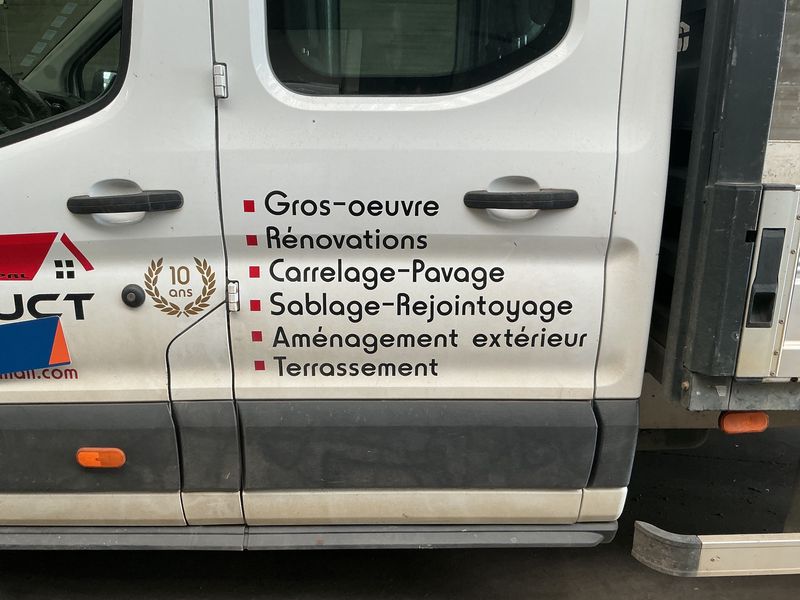 Gros-oeuvre
Rénovations
Carrelage-Pavage
Sablage-Rejointoyage
Aménagement extérieur
Terrassement
10
ans
UCT
mail.com